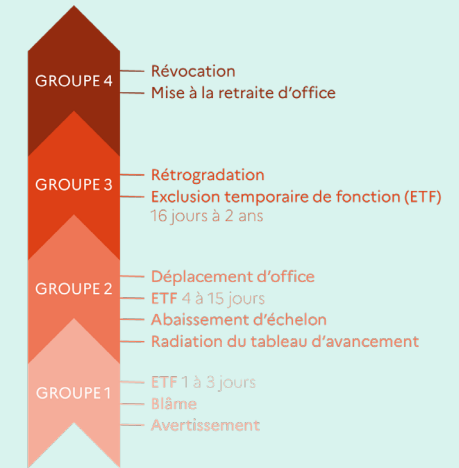 GROUPE 4
Révocation
Mise à la retraite d'office
GROUPE 3
Rétrogradation
Exclusion temporaire de fonction (ETF)
16 jours à 2 ans
GROUPE 2
Déplacement d'office
ETF 4 à 15 jours
Abaissement d'échelon
Radiation du tableau d'avancement
GROUPE 1
ETF 1 à 3 jours
Blâme
Avertissement